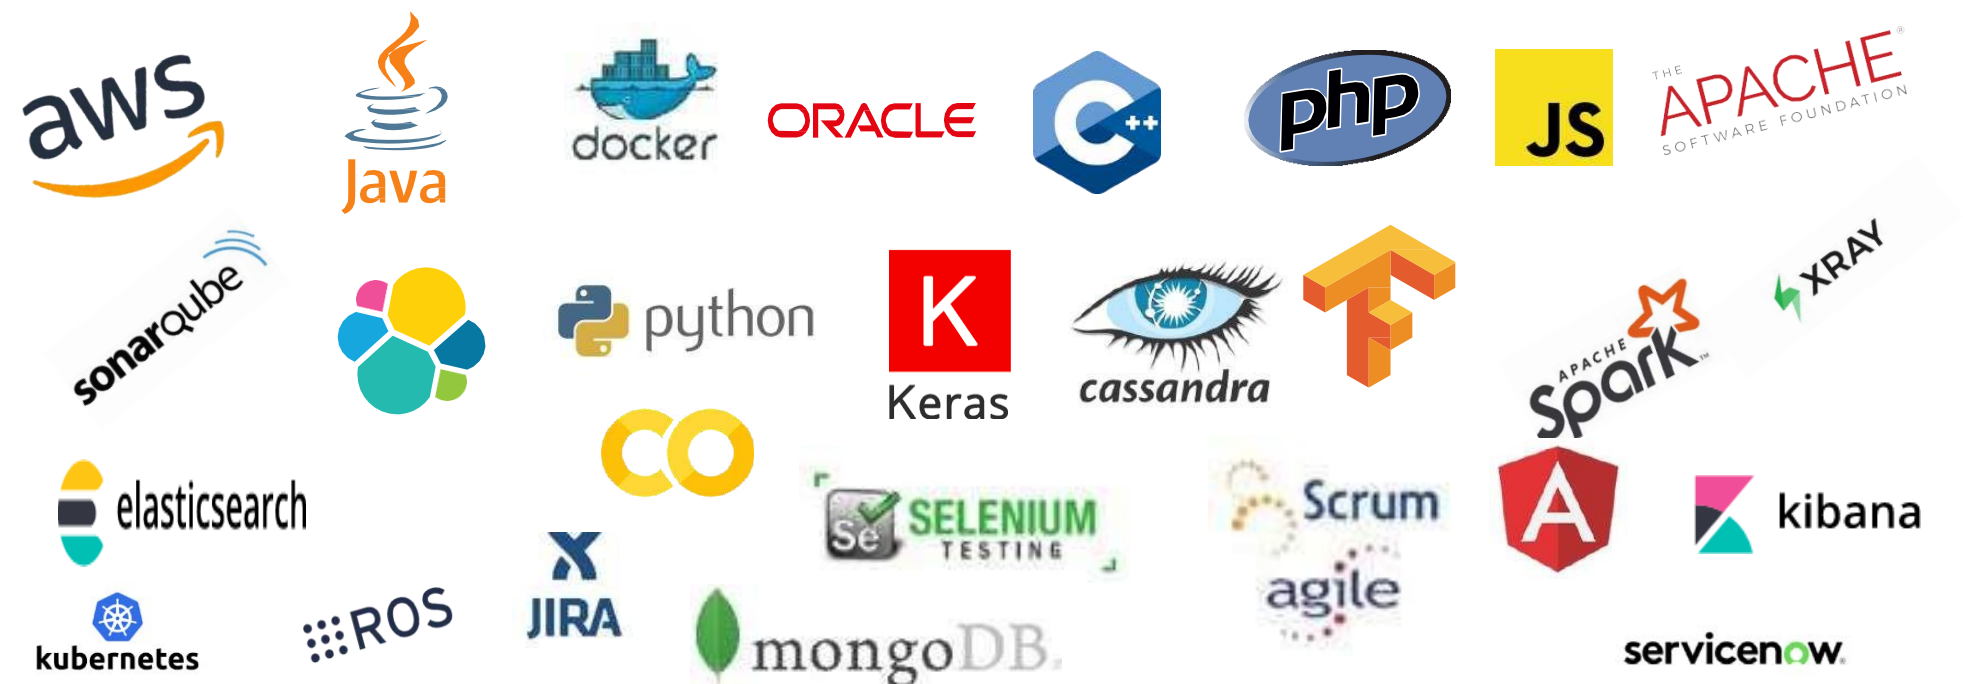 aws
Java
docker
ORACLE
C++
php
JS
THE
APACHE®
SOFTWARE FOUNDATION
sonarqube
python
K
Keras
cassandra
APACHE
Spark™
XRAY
elasticsearch
CO
Se
SELENIUM
TESTING
Scrum
agile
A
kibana
kubernetes
ROS
JIRA
mongoDB.
servicenow.